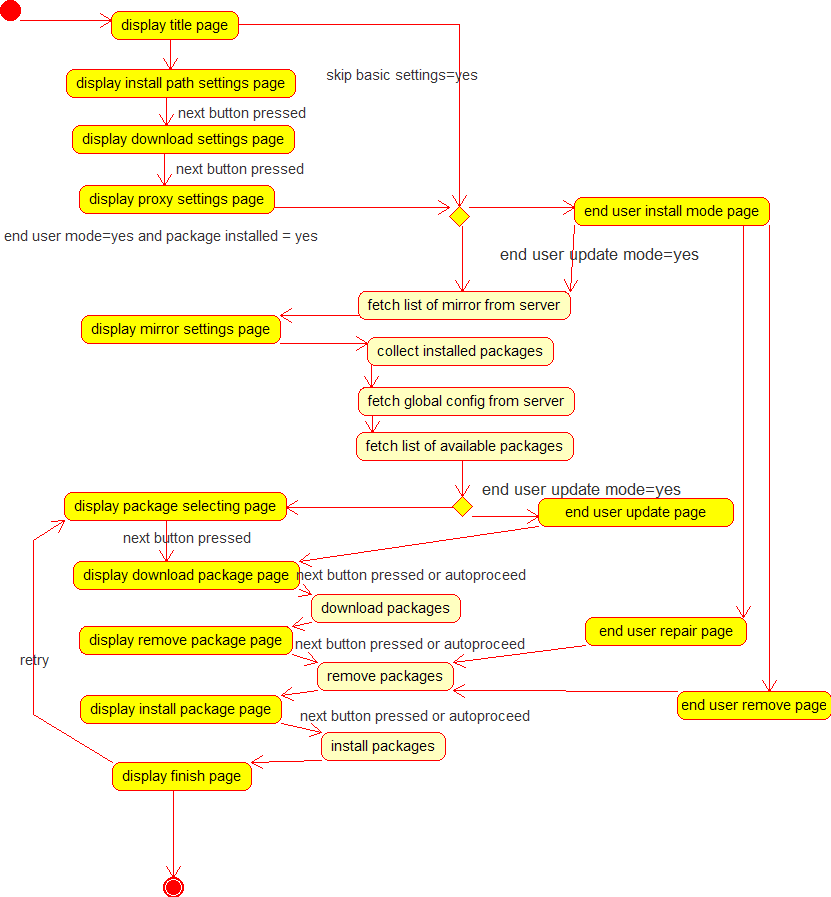 display title page
skip basic settings=yes
display install path settings page
next button pressed
display download settings page
next button pressed
display proxy settings page
end user install mode page
end user mode=yes and package installed = yes
end user update mode=yes
fetch list of mirror from server
display mirror settings page
collect installed packages
fetch global config from server
fetch list of available packages
end user update mode=yes
display package selecting page
end user update page
next button pressed
display download package page
next button pressed or autoproceed
download packages
display remove package page
end user repair page
next button pressed or autoproceed
retry
remove packages
display install package page
end user remove page
next button pressed or autoproceed
install packages
display finish page